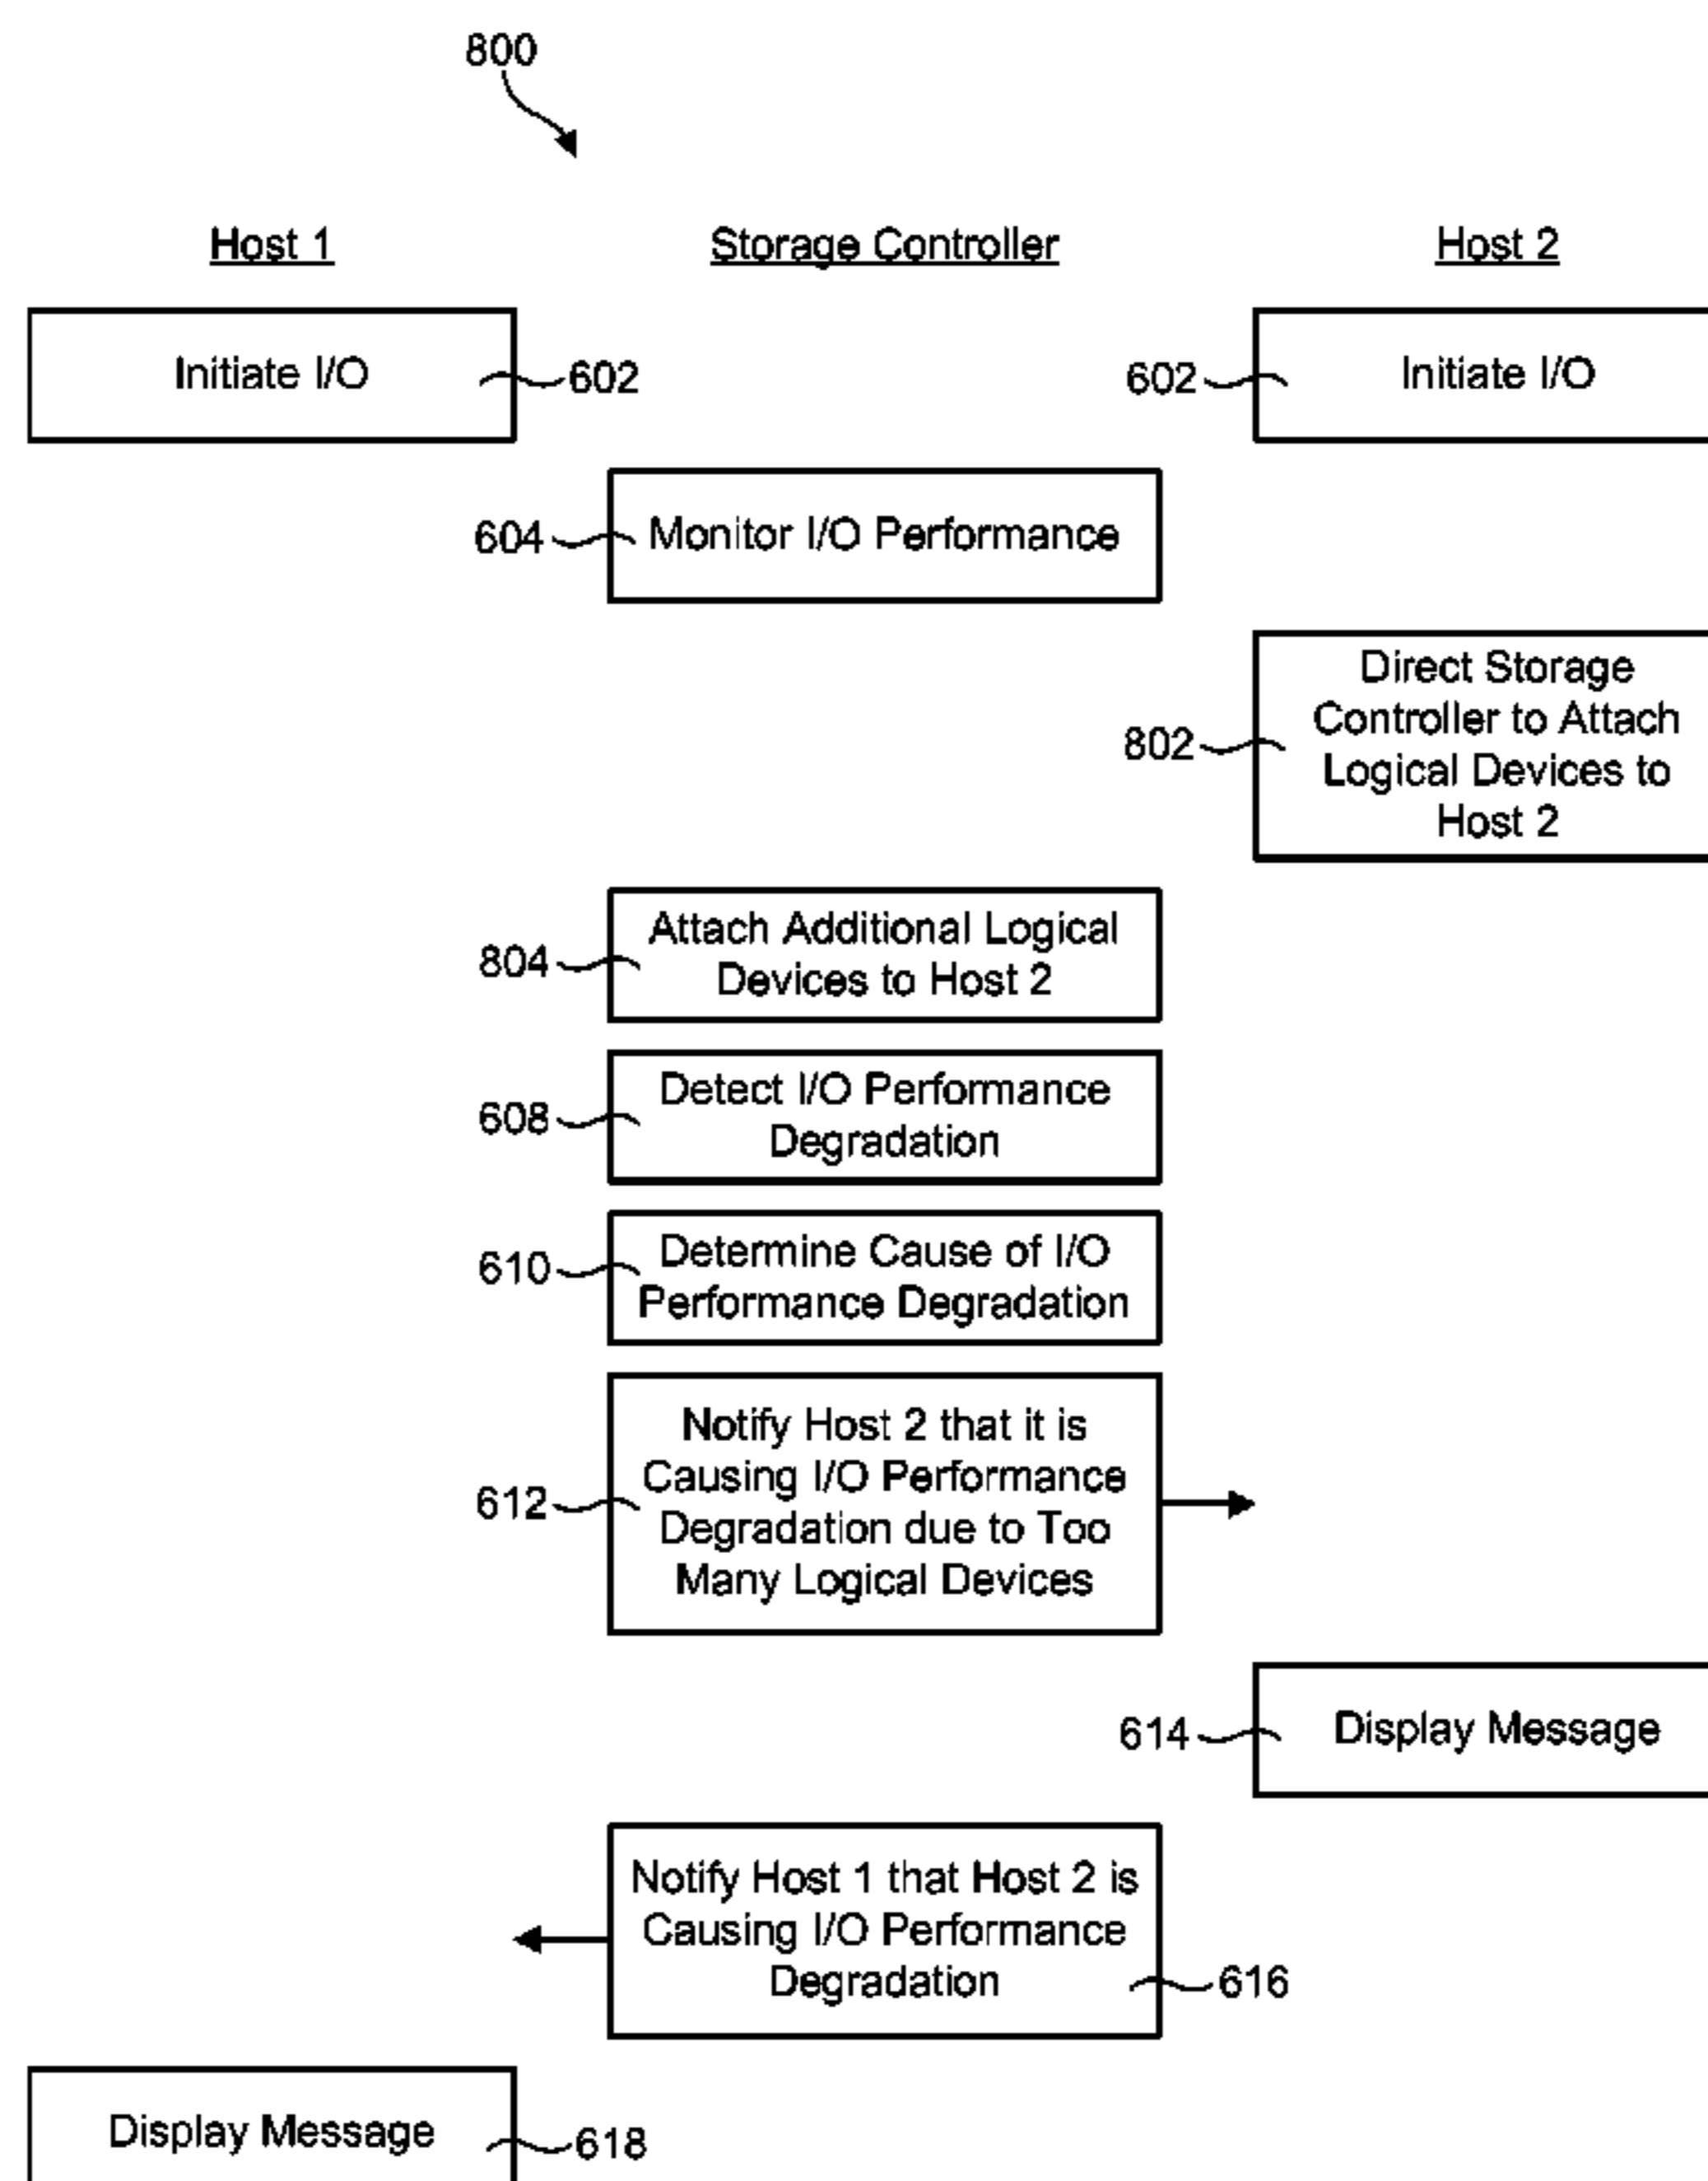 800
Host 1
Storage Controller
Host 2
Initiate I/O
602
602
Initiate I/O
604
Monitor I/O Performance
802
Direct Storage
Controller to Attach
Logical Devices to
Host 2
804
Attach Additional Logical
Devices to Host 2
608
Detect I/O Performance
Degradation
610
Determine Cause of I/O
Performance Degradation
612
Notify Host 2 that it is
Causing I/O Performance
Degradation due to Too
Many Logical Devices
614
Display Message
Notify Host 1 that Host 2 is
Causing I/O Performance
Degradation
616
Display Message
618